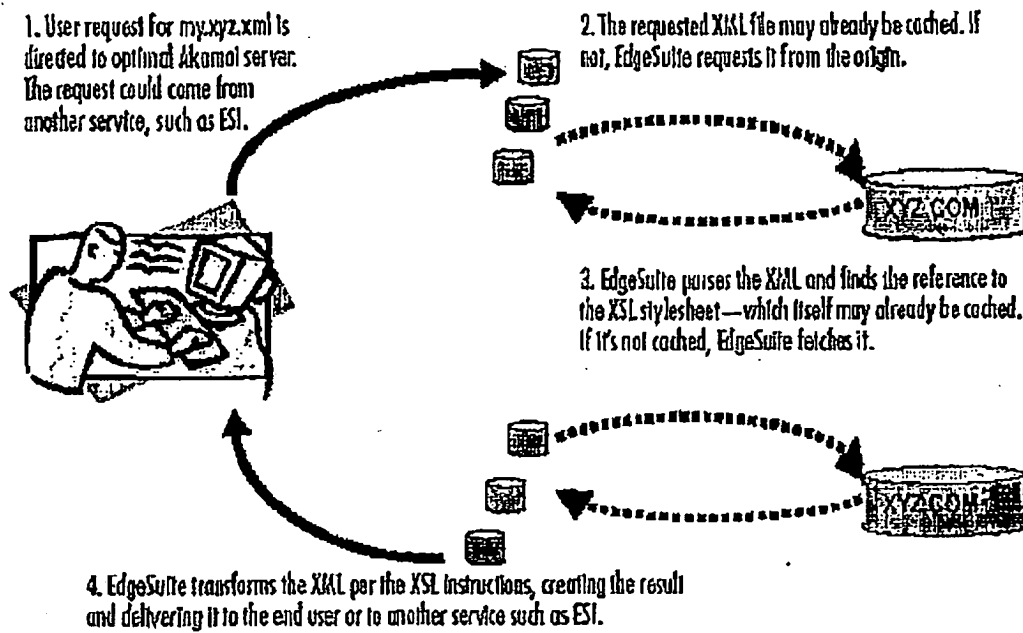 1. User request for my.xyz.xml is
directed to optimal Akamai server.
The request could come from
another service, such as ESI.
2. The requested XML file may already be cached. If
not, EdgeSuite requests it from the origin.
XYZ.COM
3. EdgeSuite parses the XML and finds the reference to
the XSL stylesheet—which itself may already be cached.
If it's not cached, EdgeSuite fetches it.
XYZ.COM
4. EdgeSuite transforms the XML per the XSL instructions, creating the result
and delivering it to the end user or to another service such as ESI.